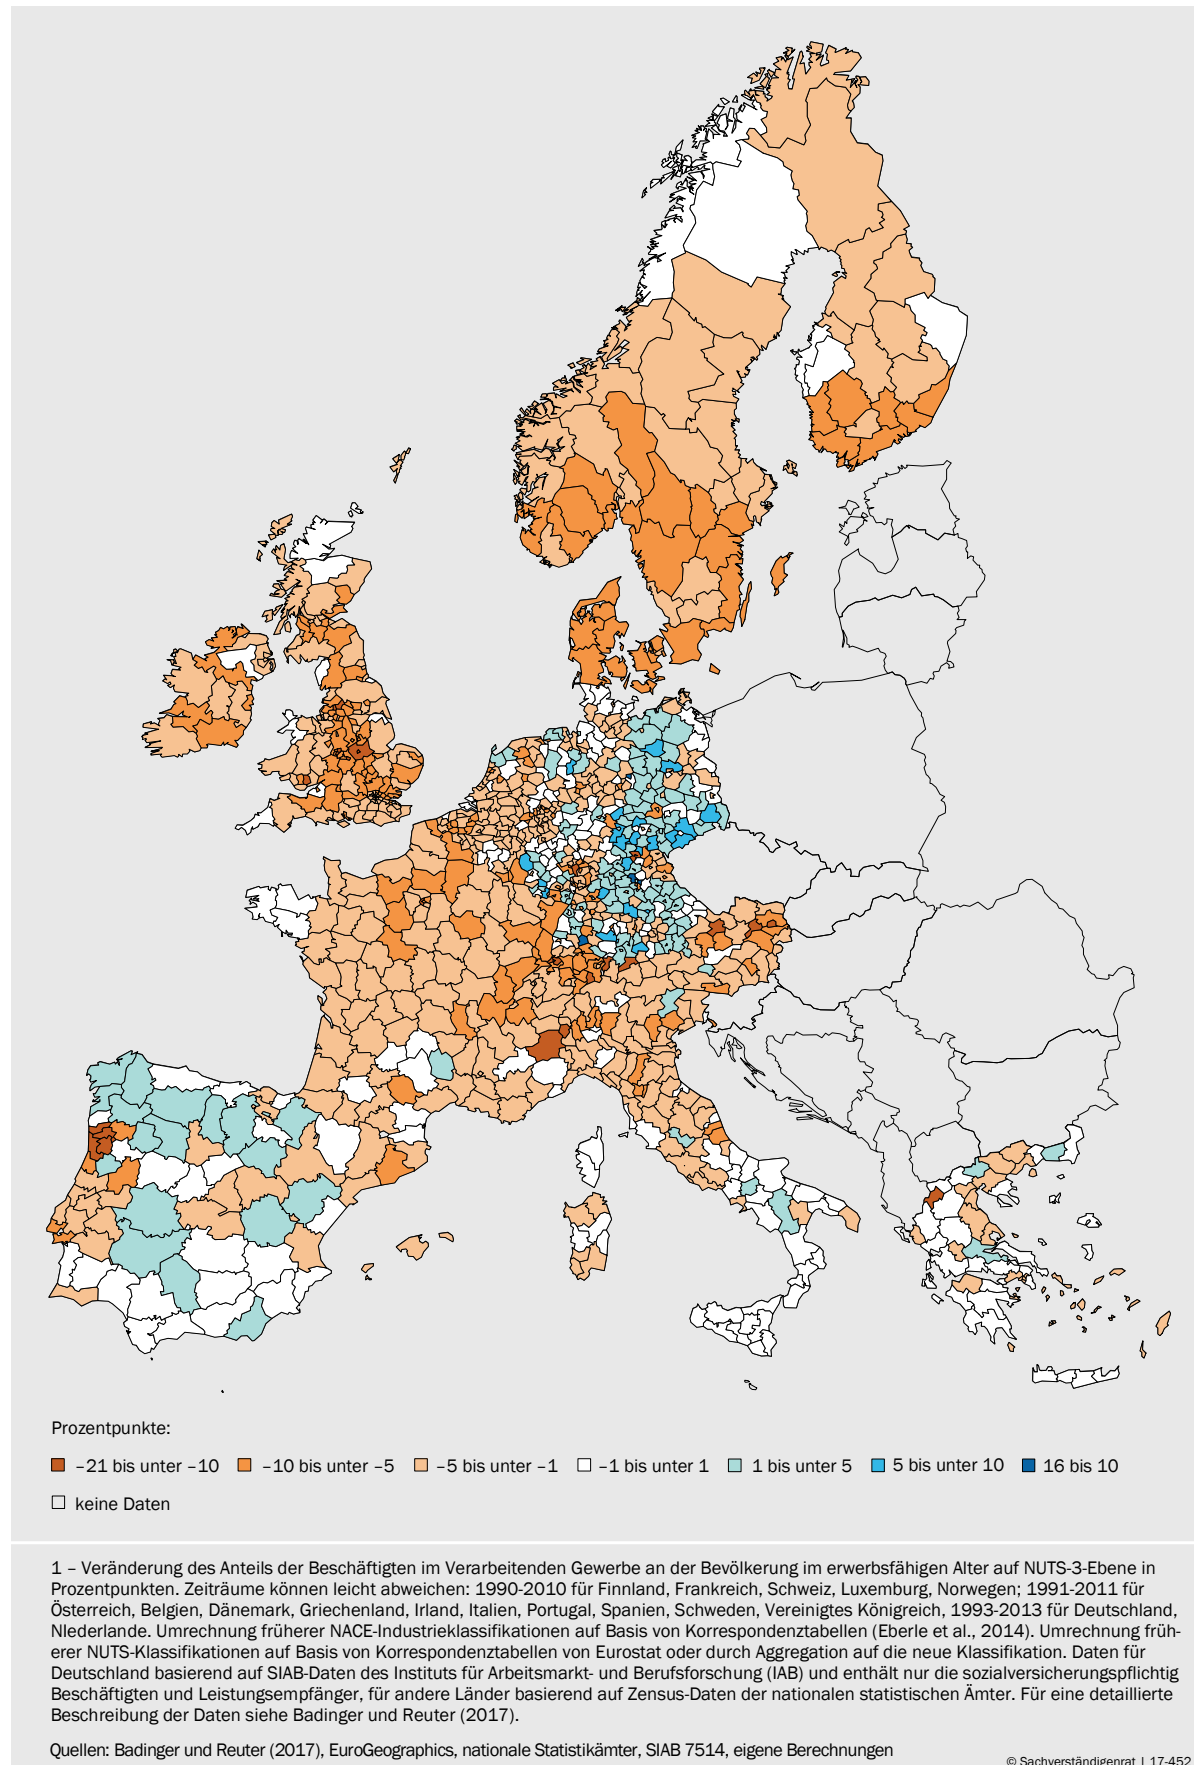 Prozentpunkte:
–21 bis unter –10 –10 bis unter –5 –5 bis unter –1 –1 bis unter 1 1 bis unter 5 5 bis unter 10 16 bis 10
keine Daten
1 – Veränderung des Anteils der Beschäftigten im Verarbeitenden Gewerbe an der Bevölkerung im erwerbsfähigen Alter auf NUTS-3-Ebene in
Prozentpunkten. Zeiträume können leicht abweichen: 1990-2010 für Finnland, Frankreich, Schweiz, Luxemburg, Norwegen; 1991-2011 für
Österreich, Belgien, Dänemark, Griechenland, Irland, Italien, Portugal, Spanien, Schweden, Vereinigtes Königreich, 1993-2013 für Deutschland,
NIederlande. Umrechnung früherer NACE-Industrieklassifikationen auf Basis von Korrespondenztabellen (Eberle et al., 2014). Umrechnung früh-
erer NUTS-Klassifikationen auf Basis von Korrespondenztabellen von Eurostat oder durch Aggregation auf die neue Klassifikation. Daten für
Deutschland basierend auf SIAB-Daten des Instituts für Arbeitsmarkt- und Berufsforschung (IAB) und enthält nur die sozialversicherungspflichtig
Beschäftigten und Leistungsempfänger, für andere Länder basierend auf Zensus-Daten der nationalen statistischen Ämter. Für eine detaillierte
Beschreibung der Daten siehe Badinger und Reuter (2017).
Quellen: Badinger und Reuter (2017), EuroGeographics, nationale Statistikämter, SIAB 7514, eigene Berechnungen
© Sachverständigenrat | 17-452